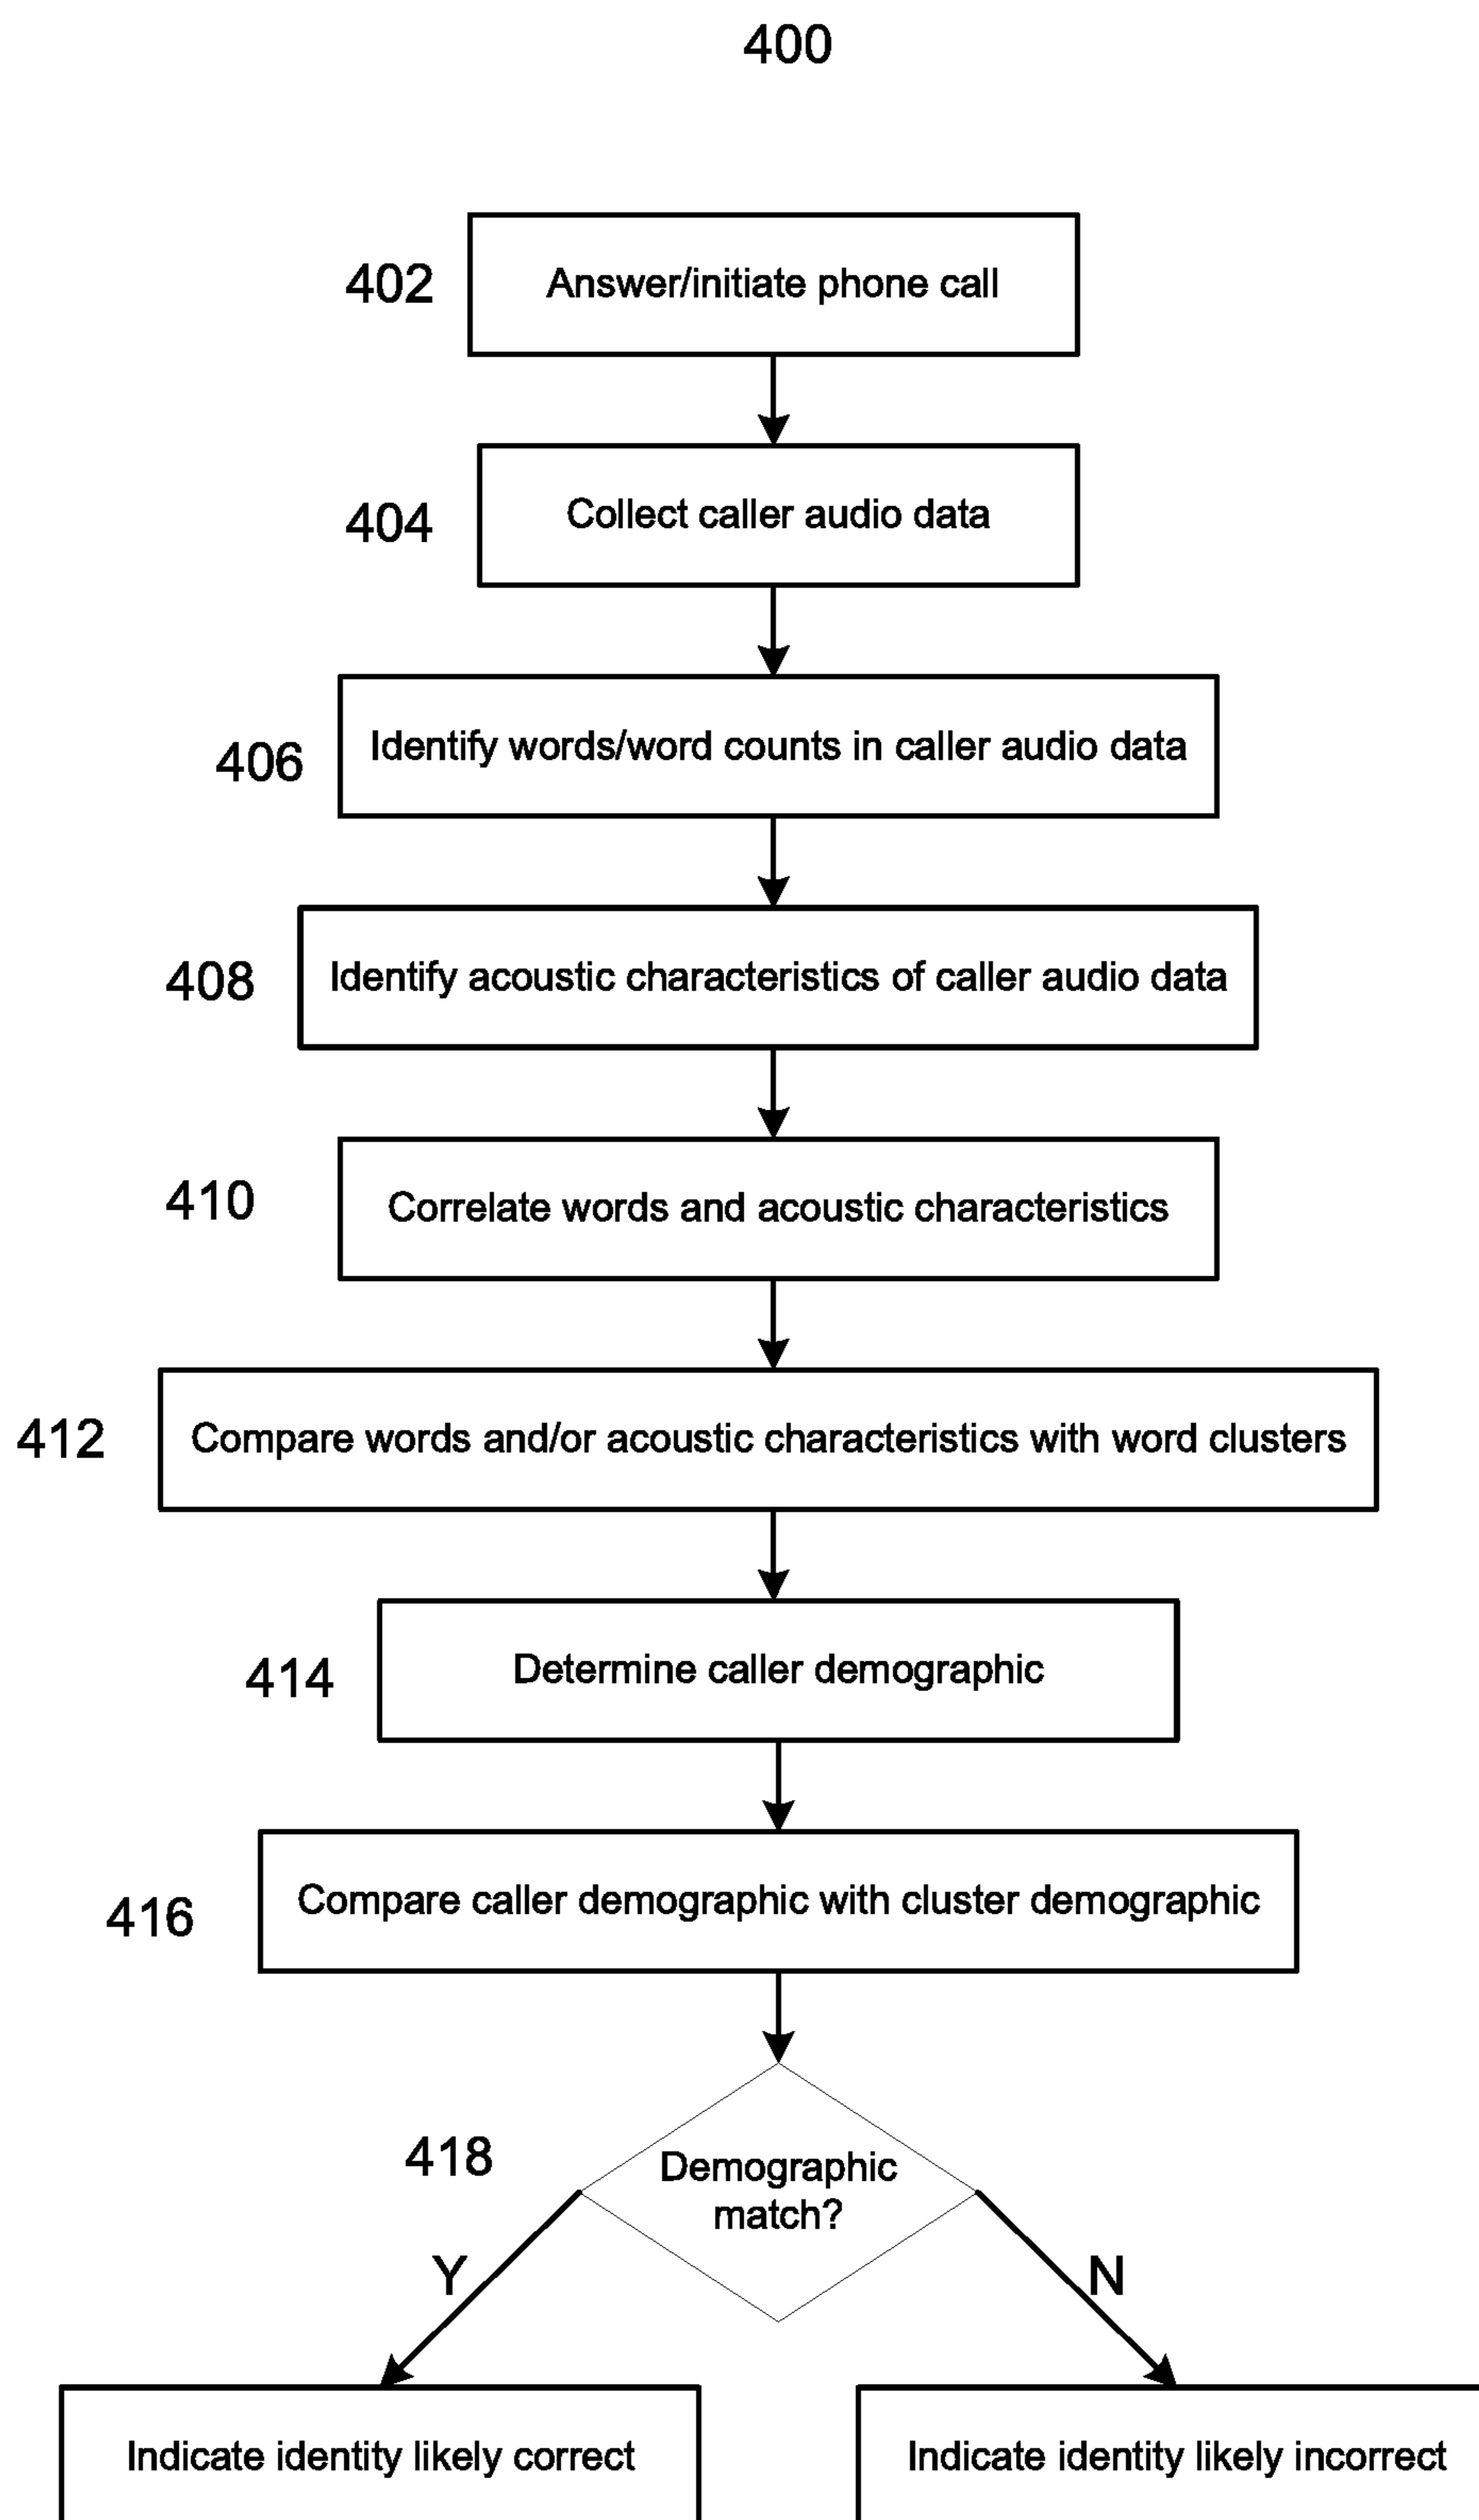 400
402
Answer/initiate phone call
404
Collect caller audio data
406
Identify words/word counts in caller audio data
408
Identify acoustic characteristics of caller audio data
410
Correlate words and acoustic characteristics
412
Compare words and/or acoustic characteristics with word clusters
414
Determine caller demographic
416
Compare caller demographic with cluster demographic
418
Demographic
match?
Y
N
Indicate identity likely correct
Indicate identity likely incorrect